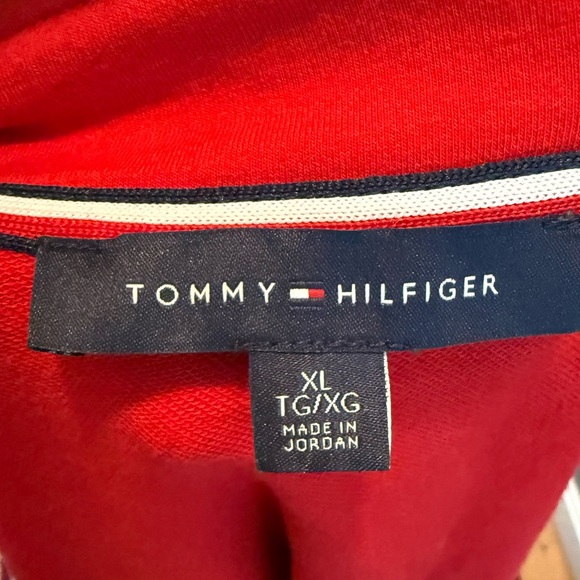 TOMMY HILFIGER
XL
TG/XG
MADE IN
JORDAN